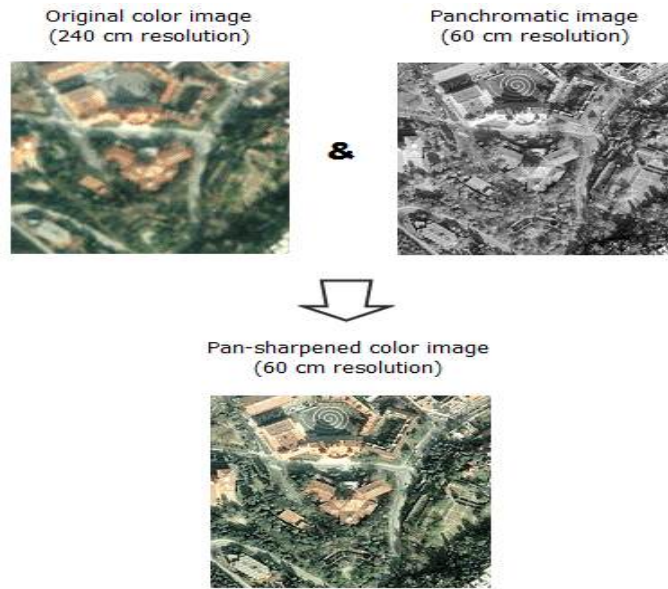 Original color image
(240 cm resolution)
Panchromatic image
(60 cm resolution)
&
Pan-sharpened color image
(60 cm resolution)